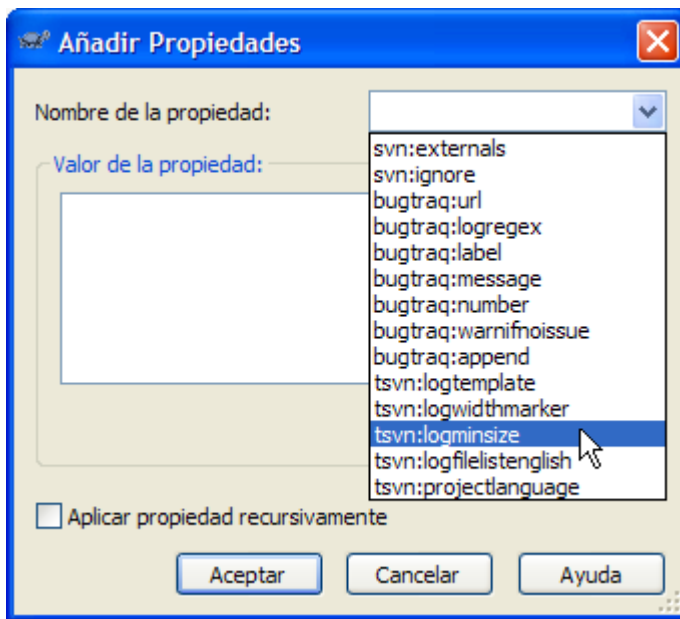 Añadir Propiedades
Nombre de la propiedad:
Valor de la propiedad:
svn:externals
svn:ignore
bugtraq:url
bugtraq:logregex
bugtraq:label
bugtraq:message
bugtraq:number
bugtraq:warnifnoissue
bugtraq:append
tsvn:logtemplate
tsvn:logwidthmarker
tsvn:logminsize
tsvn:logfilelistenglish
tsvn:projectlanguage
Aplicar propiedad recursivamente
Aceptar Cancelar Ayuda